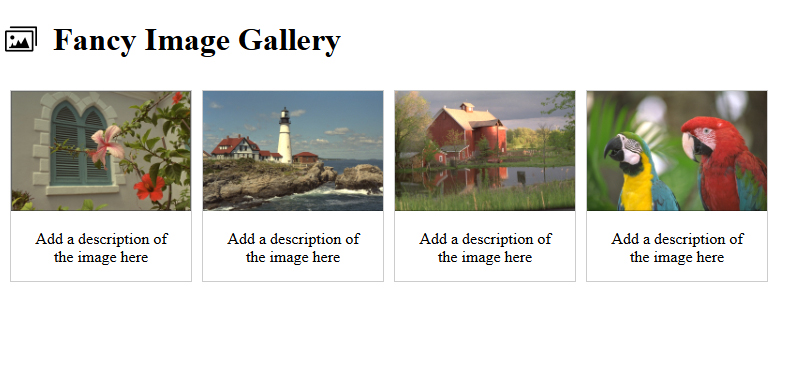 Fancy Image Gallery
Add a description of
the image here
Add a description of
the image here
Add a description of
the image here
Add a description of
the image here